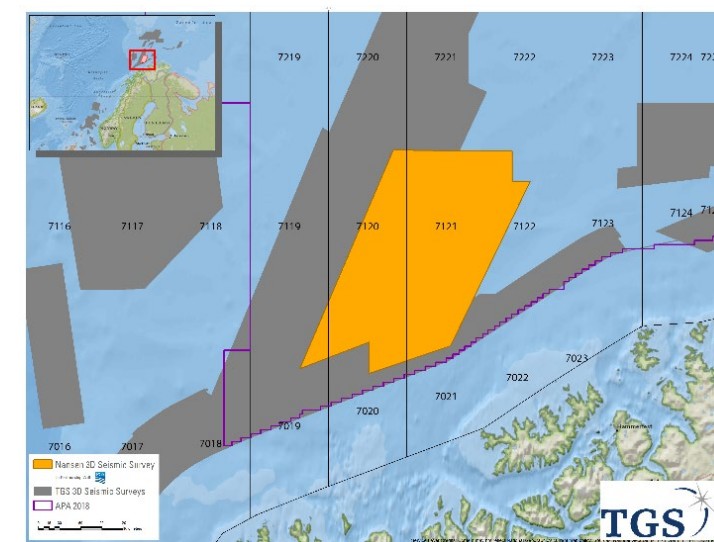 7219 7220 7221 7222 7223 7224
7116 7117 7118 7119 7120 7121 7122 7123 7124
7016 7017 7018 7019 7020 7021 7022 7023
Hammerfest
Nansen 3D Seismic Survey
TGS 3D Seismic Surveys
APA 2018
TGS